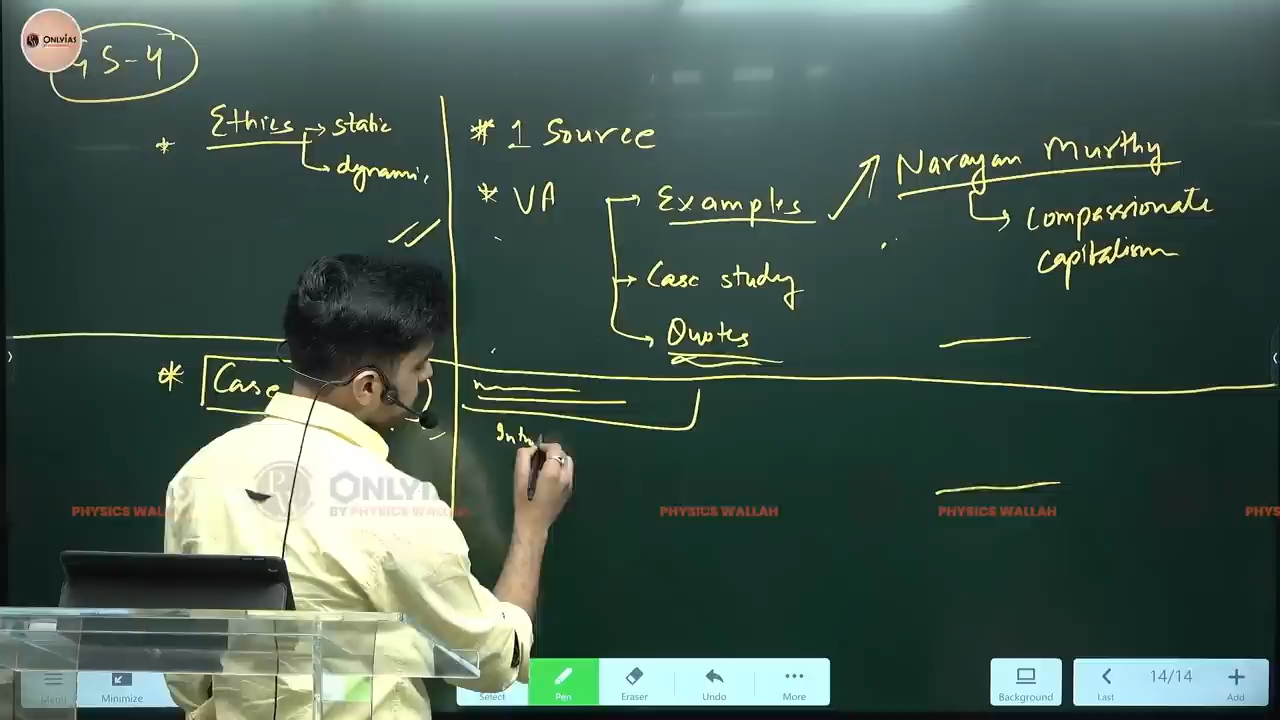 ONLYIAS
GS-4
* Ethics → static
→ dynamic
* 1 Source
* VA
→ Examples
→ Case study
→ Quotes
Narayan Murthy
→ Compassionate
capitalism
* Case
ONLYIAS
BY PHYSICS WALLAH
PHYSICS WALLAH
PHYSICS WALLAH
PHYSICS WALLAH
Menu
Minimize
Select
Pen
Eraser
Undo
More
Background
Last
14/14
Add